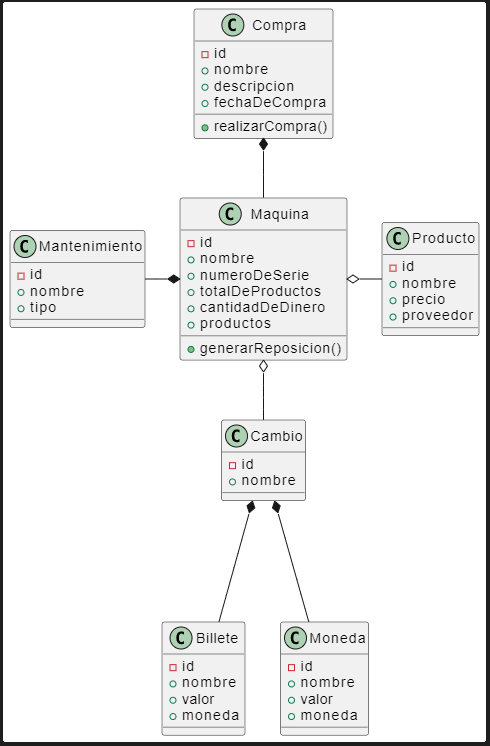 C Compra
id
nombre
descripcion
fechaDeCompra
realizarCompra()
C Maquina
id
nombre
numeroDeSerie
totalDeProductos
cantidadDeDinero
productos
generarReposicion()
C Mantenimiento
id
nombre
tipo
C Producto
id
nombre
precio
proveedor
C Cambio
id
nombre
C Billete
id
nombre
valor
moneda
C Moneda
id
nombre
valor
moneda